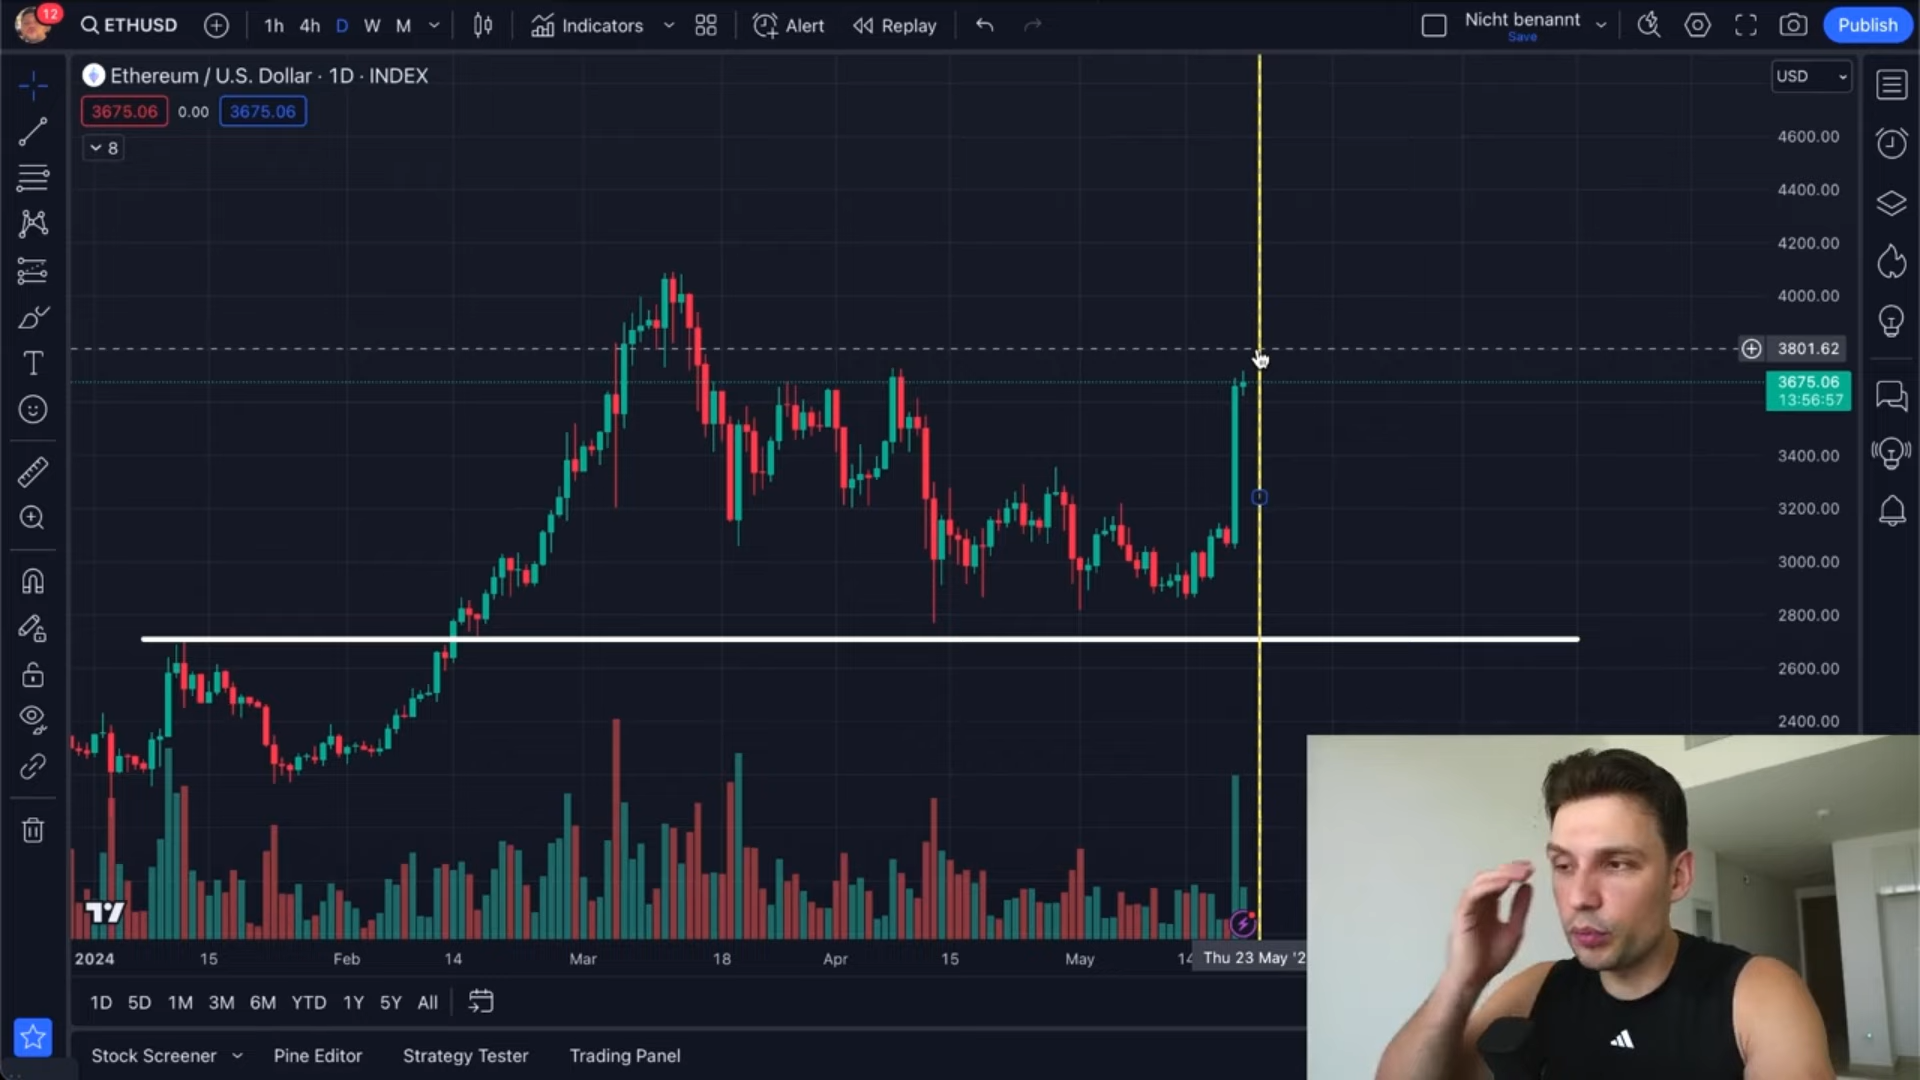 12
ETHUSD
1h 4h D W M
Indicators
Alert
Replay
Nicht benannt
Save
Publish
Ethereum / U.S. Dollar · 1D · INDEX
USD
3675.06 0.00 3675.06
8
4600.00
4400.00
4200.00
4000.00
3801.62
3675.06
13:56:57
3400.00
3200.00
3000.00
2800.00
2600.00
2400.00
2024 15 Feb 14 Mar 18 Apr 15 May 14 Thu 23 May '2
1D 5D 1M 3M 6M YTD 1Y 5Y All
Stock Screener Pine Editor Strategy Tester Trading Panel